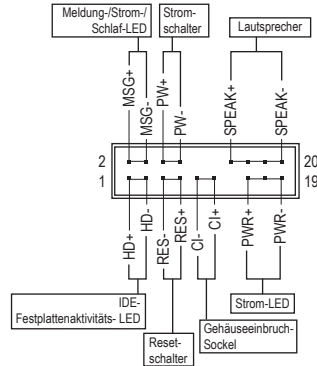 Meldung-/Strom-/
Schlaf-LED
Strom-
schalter
Lautsprecher
MSG+
MSG-
PW+
PW-
SPEAK+
SPEAK-
2
20
1
19
HD+
HD-
RES-
RES+
CI-
CI+
PWR+
PWR-
IDE-
Festplattenaktivitäts- LED
Reset-
schalter
Gehäuseeinbruch-
Sockel
Strom-LED